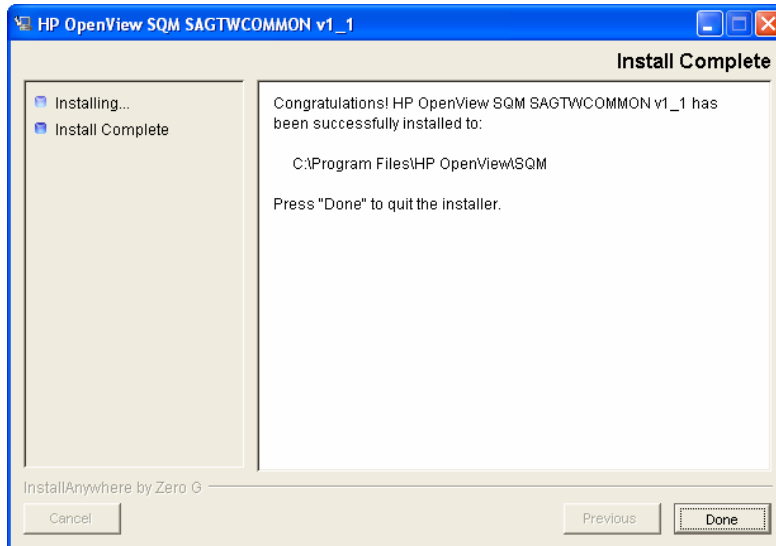 HP OpenView SQM SAGTWCOMMON v1_1
Install Complete
Installing...
Install Complete
Congratulations! HP OpenView SQM SAGTWCOMMON v1_1 has
been successfully installed to:
C:\Program Files\HP OpenView\SQM
Press "Done" to quit the installer.
InstallAnywhere by Zero G
Cancel
Previous
Done